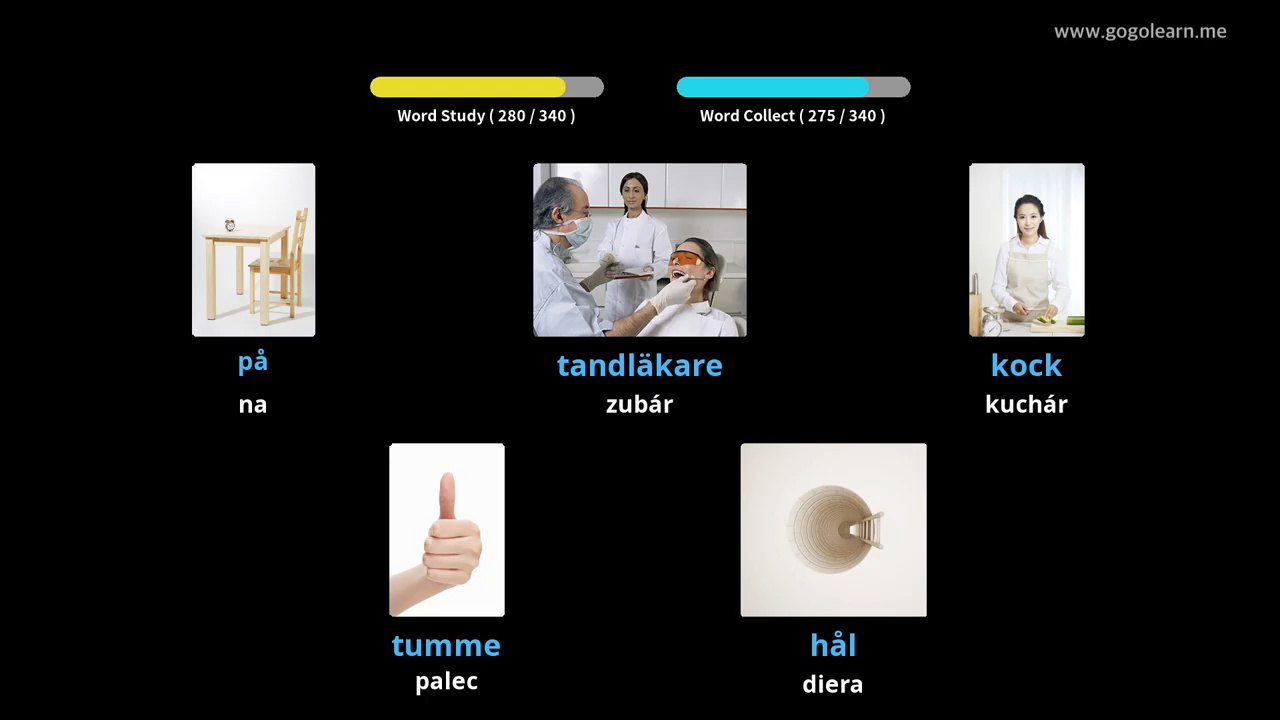 www.gogolearn.me
Word Study ( 280 / 340 )
Word Collect ( 275 / 340 )
på
na
tandläkare
zubár
kock
kuchár
tumme
palec
hål
diera